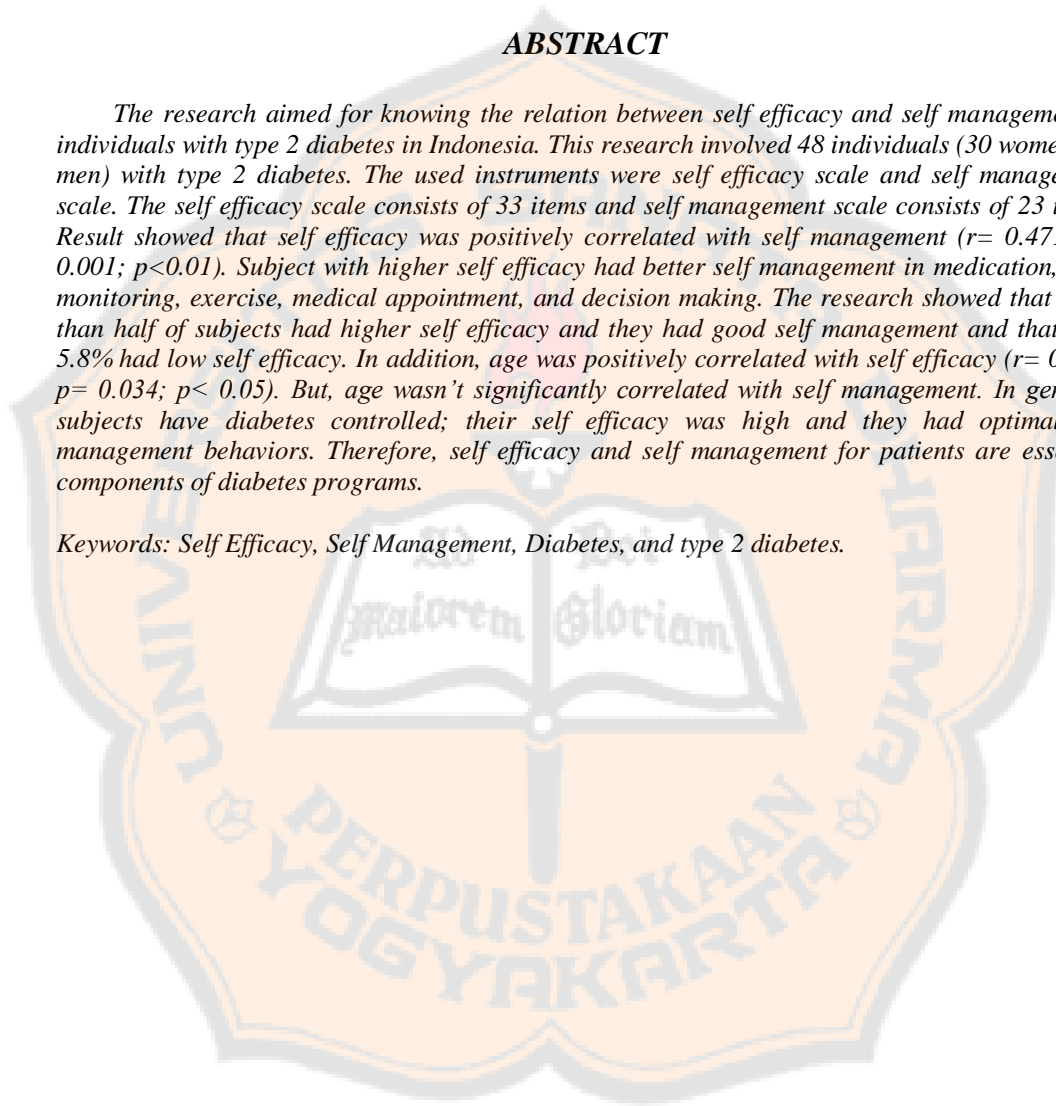 ABSTRACT
The research aimed for knowing the relation between self efficacy and self
individuals with type 2 diabetes in Indonesia. This research involved 48 individuals (30
men) with type 2 diabetes. The used instruments were self efficacy scale and self
scale. The self efficacy scale consists of 33 items and self management scale consists of 23
Result showed that self efficacy was positively correlated with self management (r= 0.471
0.001; p<0.01). Subject with higher self efficacy had better self management in medication,
monitoring, exercise, medical appointment, and decision making. The research showed that
than half of subjects had higher self efficacy and they had good self management and that
5.8% had low self efficacy. In addition, age was positively correlated with self efficacy (r=
p= 0.034; p< 0.05). But, age wasn't significantly correlated with self management. In
subjects have diabetes controlled; their self efficacy was high and they had
management behaviors. Therefore, self efficacy and self management for patients are
components of diabetes programs.
Keywords: Self Efficacy, Self Management, Diabetes, and type 2 diabetes.
UNIVERSITAS SANATA DHARMA
Ad Dei
Maiorem Gloriam
PERPUSTAKAAN
YOGYAKARTA